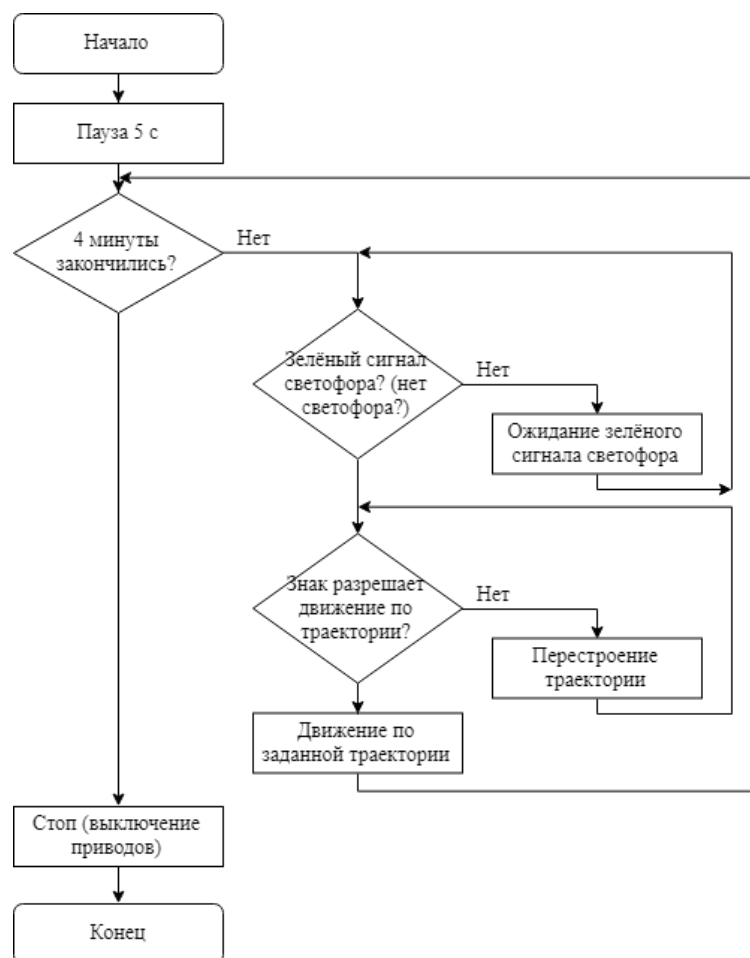 Начало
Пауза 5 с
4 минуты
закончились?
Нет
Зелёный сигнал
светофора? (нет
светофора?)
Нет
Ожидание зелёного
сигнала светофора
Знак разрешает
движение по
траектории?
Нет
Перестроение
траектории
Движение по
заданной траектории
Стоп (выключение
приводов)
Конец